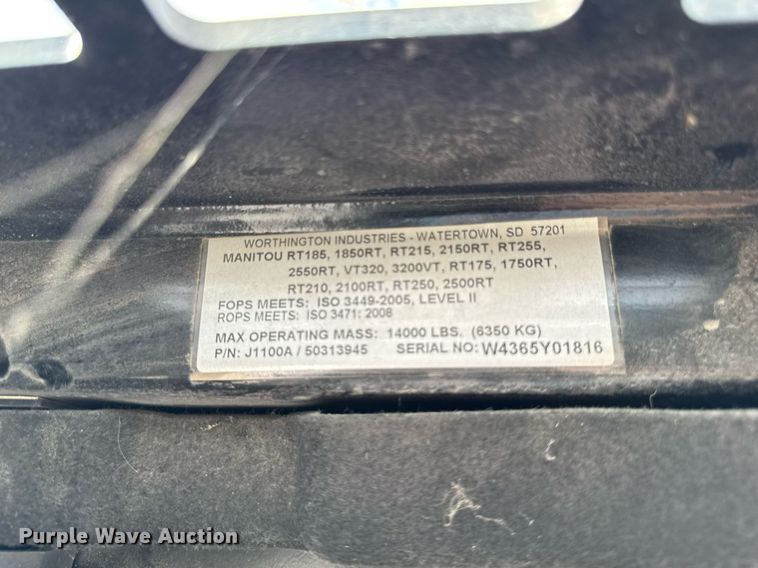 WORTHINGTON INDUSTRIES - WATERTOWN, SD 57201
MANITOU RT185, 1850RT, RT215, 2150RT, RT255,
2550RT, VT320, 3200VT, RT175, 1750RT,
RT210, 2100RT, RT250, 2500RT
FOPS MEETS: ISO 3449-2005, LEVEL II
ROPS MEETS: ISO 3471: 2008
MAX OPERATING MASS: 14000 LBS. (6350 KG)
P/N: J1100A / 50313945 SERIAL NO: W4365Y01816
Purple Wave Auction